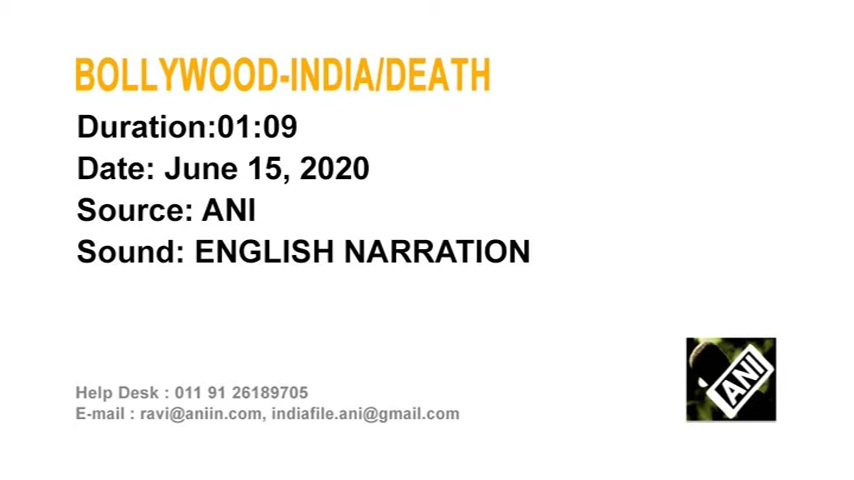 BOLLYWOOD-INDIA/DEATH
Duration:01:09
Date: June 15, 2020
Source: ANI
Sound: ENGLISH NARRATION
ANI
Help Desk : 011 91 26189705
E-mail : ravi@aniin.com, indiafile.ani@gmail.com